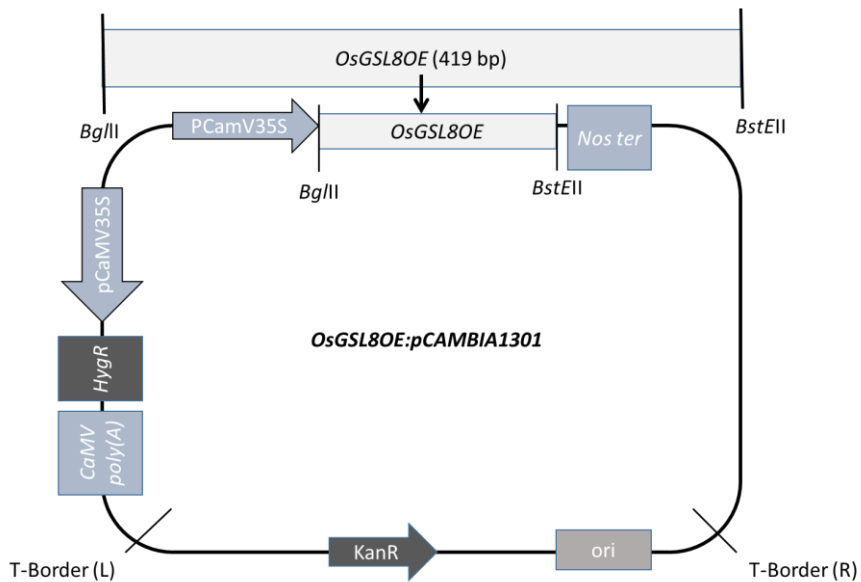 OsGSL8OE (419 bp)
BglII
BstEII
PCamV35S
OsGSL8OE
Nos ter
BglII
BstEII
pCaMV35S
OsGSL8OE:pCAMBIA1301
HygR
CaMV
poly(A)
KanR
ori
T-Border (L)
T-Border (R)